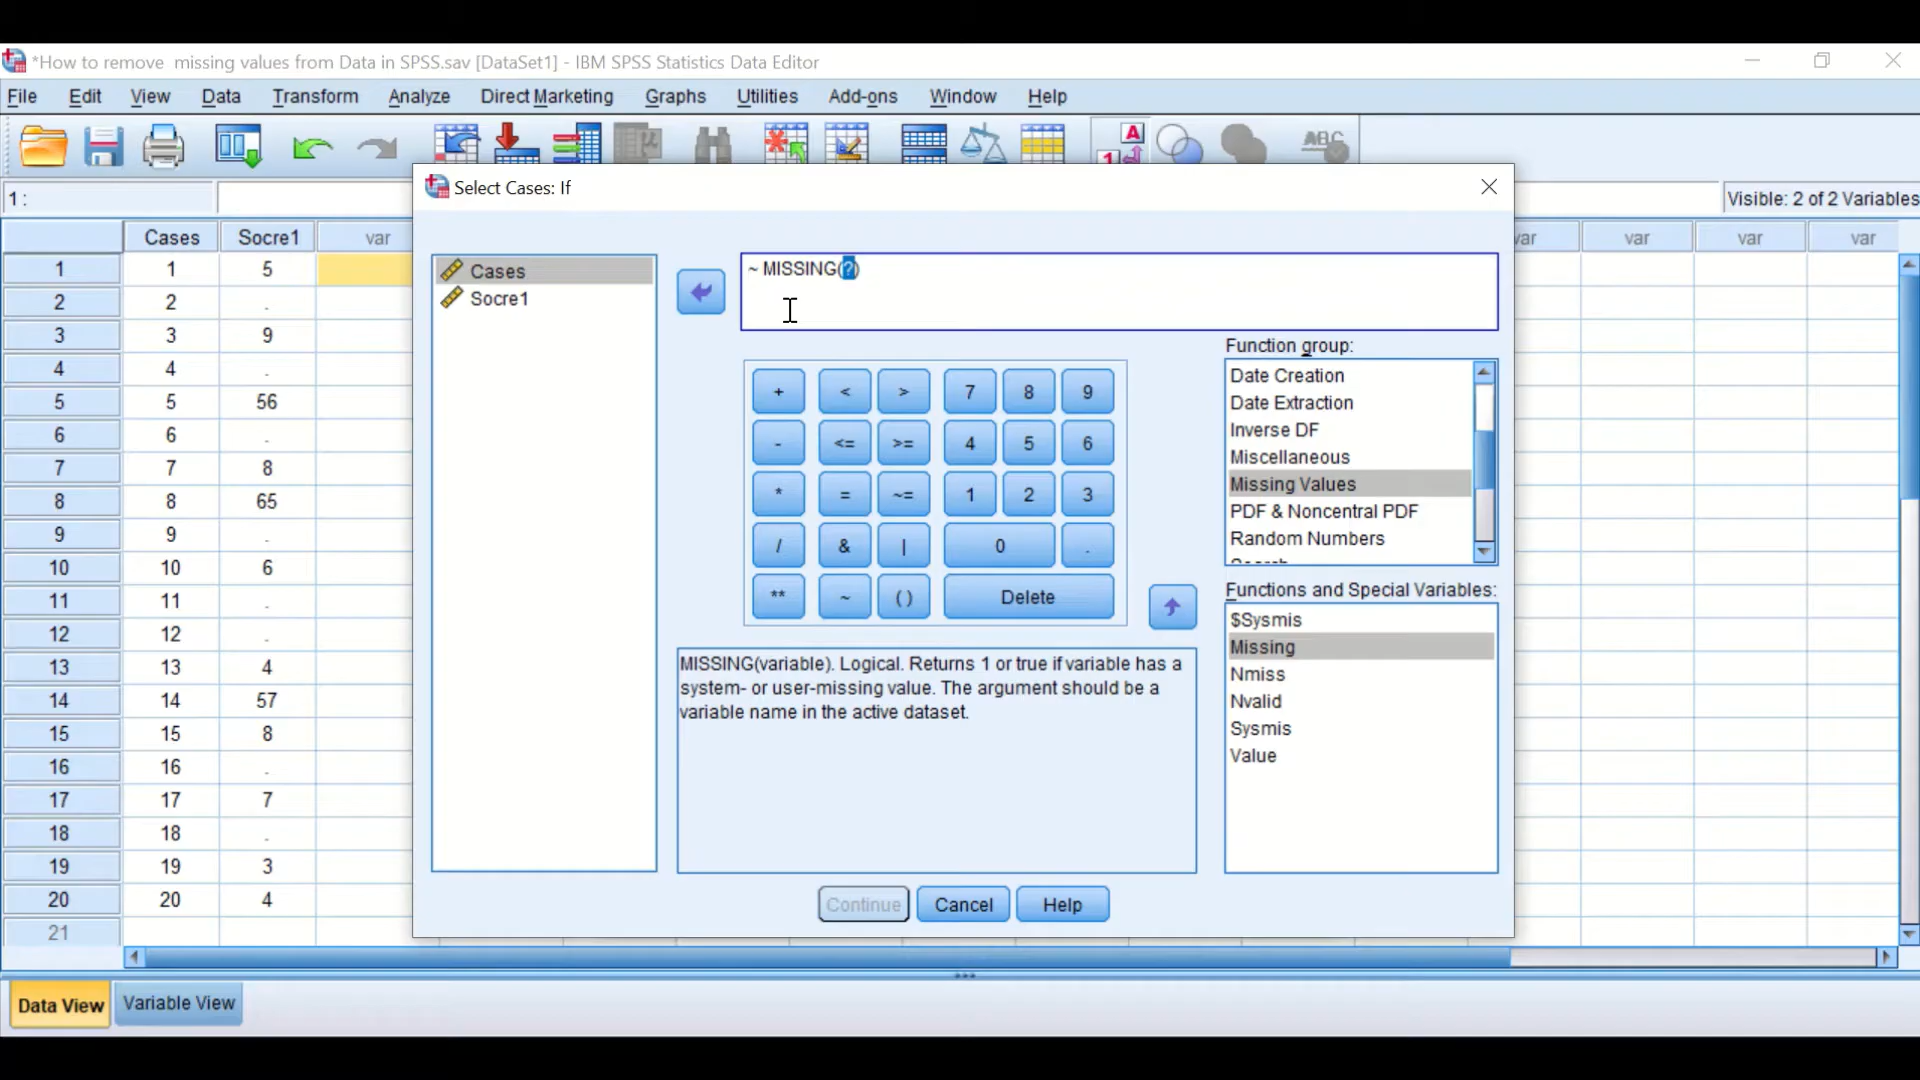 *How to remove  missing values from Data in SPSS.sav [DataSet1] - IBM SPSS Statistics Data Editor
File Edit View Data Transform Analyze Direct Marketing Graphs Utilities Add-ons Window Help
A
1
ABC
Select Cases: If
1 :
Visible: 2 of 2 Variables
Cases Socre1 var var var var var
1 1 5
2 2 .
3 3 9
4 4 .
5 5 56
6 6 .
7 7 8
8 8 65
9 9 .
10 10 6
11 11 .
12 12 .
13 13 4
14 14 57
15 15 8
16 16 .
17 17 7
18 18 .
19 19 3
20 20 4
21
Cases
Socre1
~ MISSING(?)
+ < > 7 8 9
- <= >= 4 5 6
* = ~= 1 2 3
/ & | 0 .
** ~ ( ) Delete
Function group:
Date Creation
Date Extraction
Inverse DF
Miscellaneous
Missing Values
PDF & Noncentral PDF
Random Numbers
Search
Functions and Special Variables:
$Sysmis
Missing
Nmiss
Nvalid
Sysmis
Value
MISSING(variable). Logical. Returns 1 or true if variable has a
system- or user-missing value. The argument should be a
variable name in the active dataset.
Continue Cancel Help
Data View Variable View